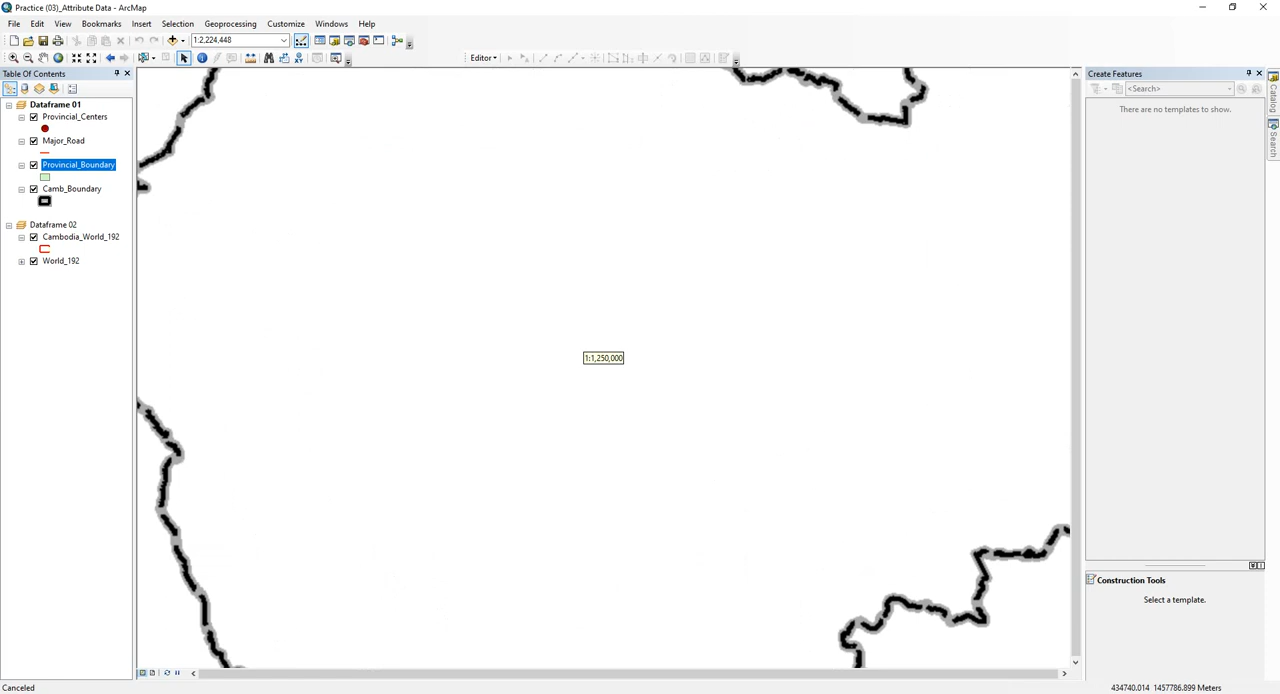 Practice (03)_Attribute Data - ArcMap
File Edit View Bookmarks Insert Selection Geoprocessing Customize Windows Help
1:2,224,448
Editor
Table Of Contents
Dataframe 01
Provincial_Centers
Major_Road
Provincial_Boundary
Camb_Boundary
Dataframe 02
Cambodia_World_192
World_192
1:1,250,000
Create Features
<Search>
There are no templates to show.
Construction Tools
Select a template.
Catalog
Search
Canceled
434740.014 1457786.899 Meters